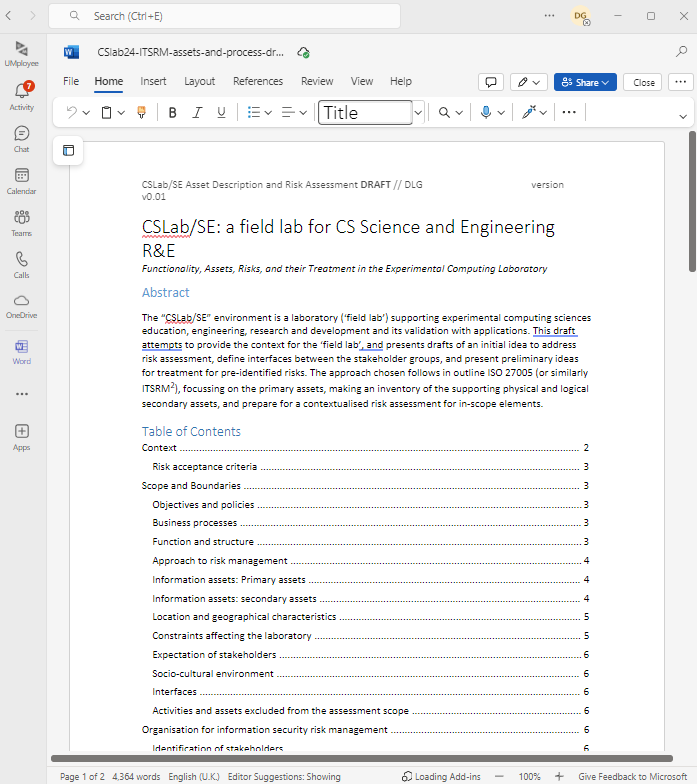 Search (Ctrl+E)
DG
UMployee
7
Activity
Chat
Calendar
Teams
Calls
OneDrive
Word
Apps
CSlab24-ITSRM-assets-and-process-dr...
File Home Insert Layout References Review View Help
Share Close
B I U Title
CSLab/SE Asset Description and Risk Assessment DRAFT // DLG version
v0.01
CSLab/SE: a field lab for CS Science and Engineering
R&E
Functionality, Assets, Risks, and their Treatment in the Experimental Computing Laboratory
Abstract
The “CSLab/SE” environment is a laboratory (‘field lab’) supporting experimental computing sciences
education, engineering, research and development and its validation with applications. This draft
attempts to provide the context for the ‘field lab’, and presents drafts of an initial idea to address
risk assessment, define interfaces between the stakeholder groups, and present preliminary ideas
for treatment for pre-identified risks. The approach chosen follows in outline ISO 27005 (or similarly
ITSRM²), focussing on the primary assets, making an inventory of the supporting physical and logical
secondary assets, and prepare for a contextualised risk assessment for in-scope elements.
Table of Contents
Context 2
Risk acceptance criteria 3
Scope and Boundaries 3
Objectives and policies 3
Business processes 3
Function and structure 3
Approach to risk management 4
Information assets: Primary assets 4
Information assets: secondary assets 4
Location and geographical characteristics 5
Constraints affecting the laboratory 5
Expectation of stakeholders 6
Socio-cultural environment 6
Interfaces 6
Activities and assets excluded from the assessment scope 6
Organisation for information security risk management 6
Identification of stakeholders 6
Page 1 of 2 4,364 words English (U.K.) Editor Suggestions: Showing Loading Add-ins 100% Give Feedback to Microsoft